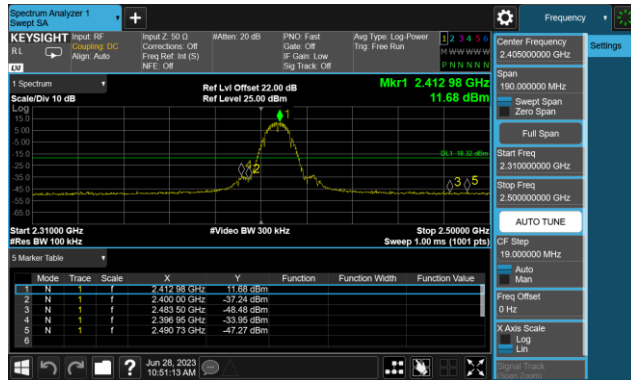 Spectrum Analyzer 1
Swept SA
Frequency
KEYSIGHT
Input: RF
Coupling: DC
Align: Auto
Input Z: 50 Ω
Corrections: Off
Freq Ref: Int (S)
NFE: Off
#Atten: 20 dB
PNO: Fast
Gate: Off
IF Gain: Low
Sig Track: Off
Avg Type: Log-Power
Trig: Free Run
1 2 3 4 5 6
M W W W W W
P N N N N N
RL
LXI
1 Spectrum
Scale/Div 10 dB
Ref Lvl Offset 22.00 dB
Ref Level 25.00 dBm
Mkr1 2.412 98 GHz
11.68 dBm
Log
15.0
5.00
-5.00
-15.0
-25.0
-35.0
-45.0
-55.0
-65.0
1
DL1 -18.32 dBm
4
2
3
5
Start 2.31000 GHz
#Res BW 100 kHz
#Video BW 300 kHz
Stop 2.50000 GHz
Sweep 1.00 ms (1001 pts)
5 Marker Table
Mode Trace Scale X Y Function Function Width Function Value
1 N 1 f 2.412 98 GHz 11.68 dBm
2 N 1 f 2.400 00 GHz -37.24 dBm
3 N 1 f 2.483 50 GHz -48.48 dBm
4 N 1 f 2.396 95 GHz -33.95 dBm
5 N 1 f 2.490 73 GHz -47.27 dBm
6
?
Jun 28, 2023
10:51:13 AM
Center Frequency
2.405000000 GHz
Settings
Span
190.000000 MHz
Swept Span
Zero Span
Full Span
Start Freq
2.310000000 GHz
Stop Freq
2.500000000 GHz
AUTO TUNE
CF Step
19.000000 MHz
Auto
Man
Freq Offset
0 Hz
X Axis Scale
Log
Lin
Signal Track
(Span Zoom)